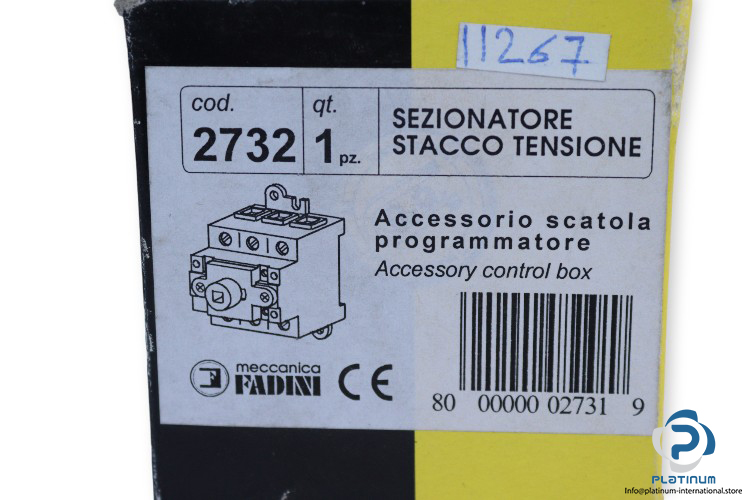 11267
cod.
2732
qt.
1 pz.
SEZIONATORE
STACCO TENSIONE
Accessorio scatola
programmatore
Accessory control box
meccanica
FADINI
CE
80 00000 02731 9
PLATINUM
Info@platinum-international.store